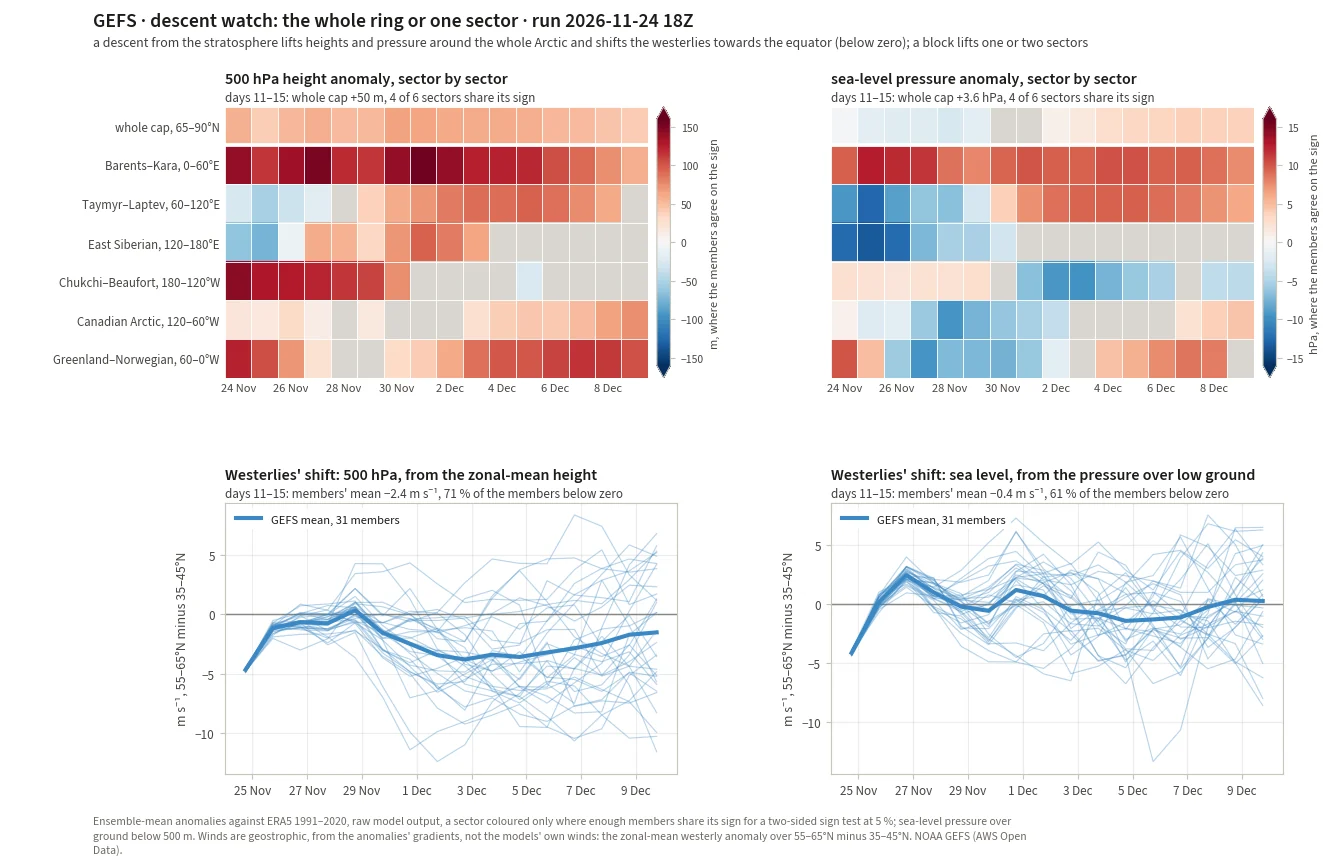 GEFS · descent watch: the whole ring or one sector · run 2026-11-24 18Z
a descent from the stratosphere lifts heights and pressure around the whole Arctic and shifts the westerlies towards the equator (below zero); a block lifts one or two sectors
500 hPa height anomaly, sector by sector
days 11–15: whole cap +50 m, 4 of 6 sectors share its sign
whole cap, 65–90°N
Barents–Kara, 0–60°E
Taymyr–Laptev, 60–120°E
East Siberian, 120–180°E
Chukchi–Beaufort, 180–120°W
Canadian Arctic, 120–60°W
Greenland–Norwegian, 60–0°W
24 Nov 26 Nov 28 Nov 30 Nov 2 Dec 4 Dec 6 Dec 8 Dec
150
100
50
0
−50
−100
−150
m, where the members agree on the sign
sea-level pressure anomaly, sector by sector
days 11–15: whole cap +3.6 hPa, 4 of 6 sectors share its sign
24 Nov 26 Nov 28 Nov 30 Nov 2 Dec 4 Dec 6 Dec 8 Dec
15
10
5
0
−5
−10
−15
hPa, where the members agree on the sign
Westerlies' shift: 500 hPa, from the zonal-mean height
days 11–15: members' mean −2.4 m s⁻¹, 71 % of the members below zero
GEFS mean, 31 members
5
0
−5
−10
m s⁻¹, 55–65°N minus 35–45°N
25 Nov 27 Nov 29 Nov 1 Dec 3 Dec 5 Dec 7 Dec 9 Dec
Westerlies' shift: sea level, from the pressure over low ground
days 11–15: members' mean −0.4 m s⁻¹, 61 % of the members below zero
GEFS mean, 31 members
5
0
−5
−10
m s⁻¹, 55–65°N minus 35–45°N
25 Nov 27 Nov 29 Nov 1 Dec 3 Dec 5 Dec 7 Dec 9 Dec
Ensemble-mean anomalies against ERA5 1991–2020, raw model output, a sector coloured only where enough members share its sign for a two-sided sign test at 5 %; sea-level pressure over
ground below 500 m. Winds are geostrophic, from the anomalies' gradients, not the models' own winds: the zonal-mean westerly anomaly over 55–65°N minus 35–45°N. NOAA GEFS (AWS Open
Data).